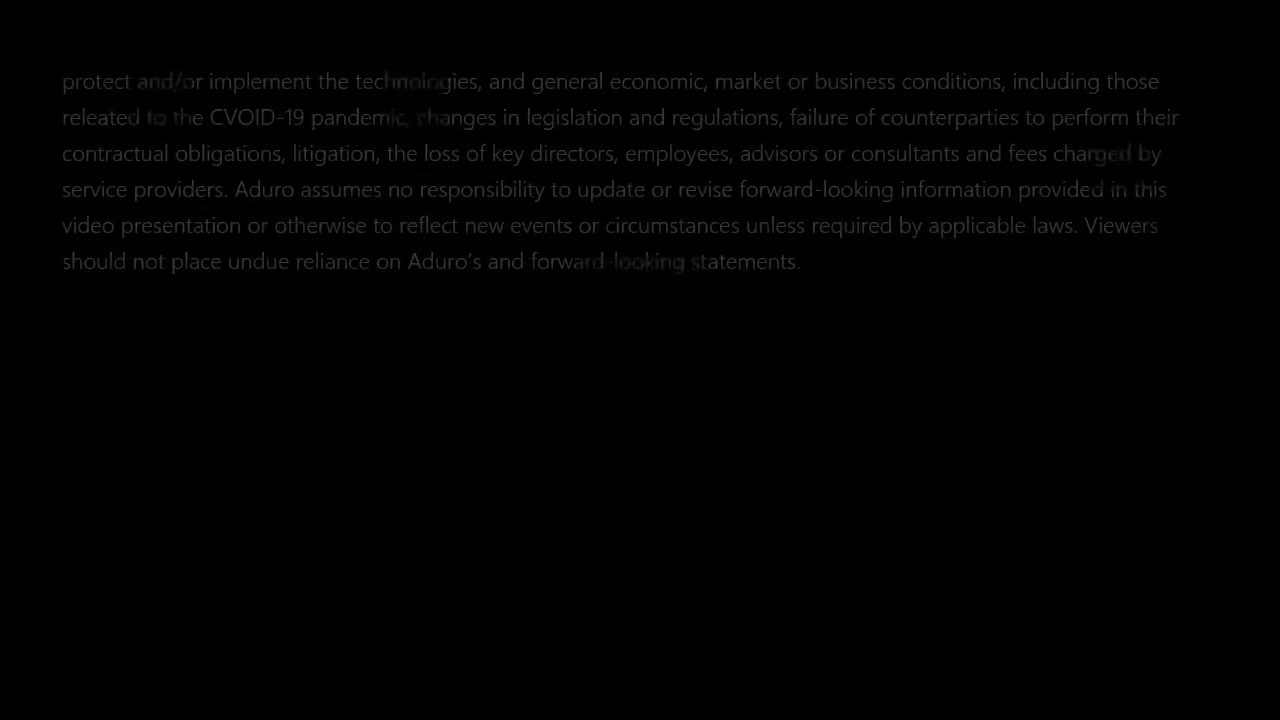 protect and/or implement the technologies, and general economic, market or business conditions, including those
releated to the CVOID-19 pandemic, changes in legislation and regulations, failure of counterparties to perform their
contractual obligations, litigation, the loss of key directors, employees, advisors or consultants and fees charged by
service providers. Aduro assumes no responsibility to update or revise forward-looking information provided in this
video presentation or otherwise to reflect new events or circumstances unless required by applicable laws. Viewers
should not place undue reliance on Aduro’s and forward-looking statements.